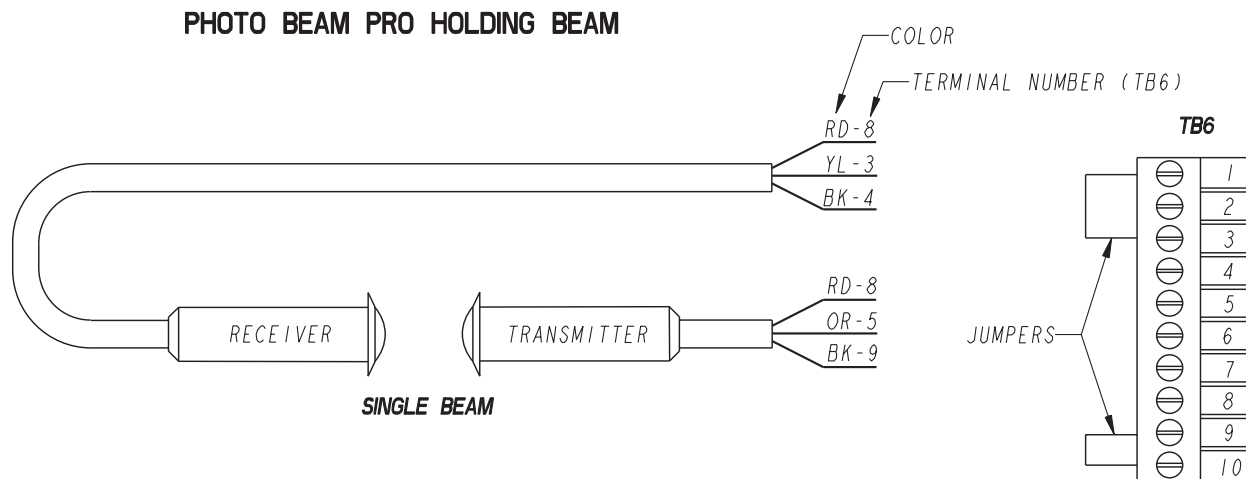 PHOTO BEAM PRO HOLDING BEAM
COLOR
TERMINAL NUMBER (TB6)
RD-8
YL-3
BK-4
RECEIVER
TRANSMITTER
RD-8
OR-5
BK-9
SINGLE BEAM
TB6
1
2
3
4
5
6
7
8
9
10
JUMPERS